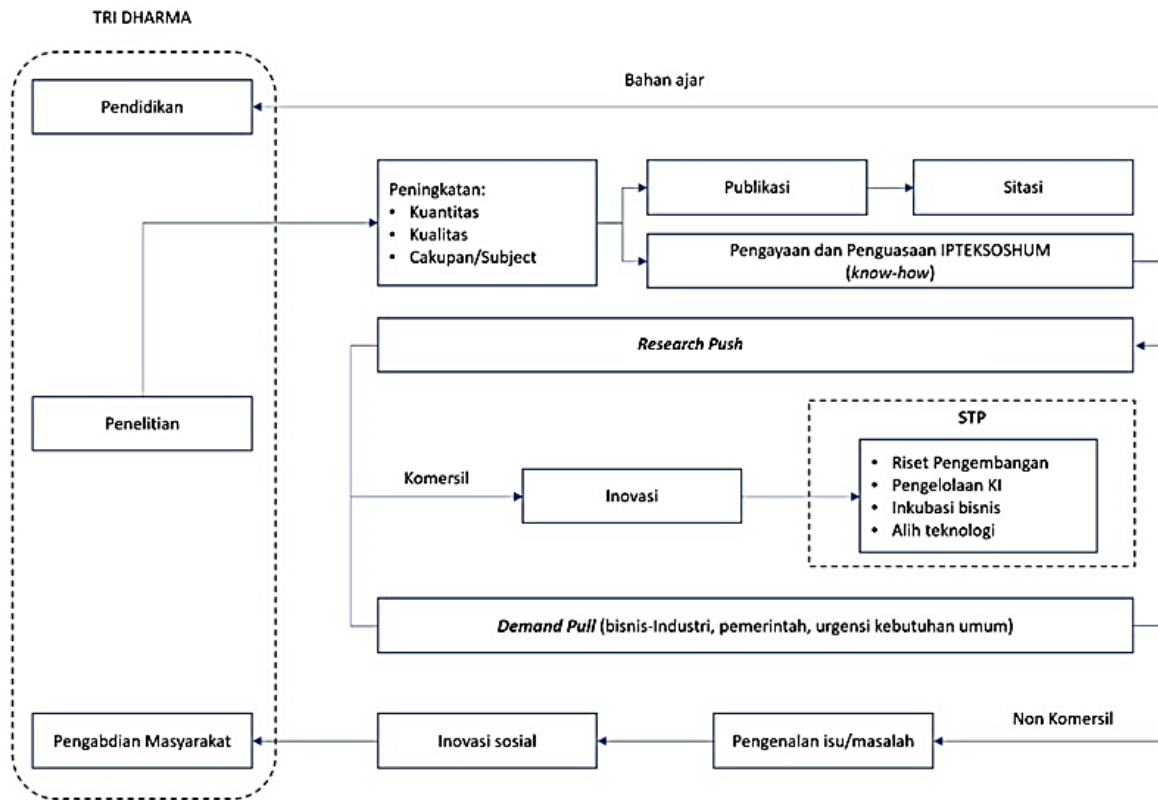 TRI DHARMA
Pendidikan
Bahan ajar
Peningkatan:
• Kuantitas
• Kualitas
• Cakupan/Subject
Publikasi
Sitasi
Pengayaan dan Penguasaan IPTEKSOSHUM
(know-how)
Research Push
Penelitian
STP
Komersil
Inovasi
• Riset Pengembangan
• Pengelolaan KI
• Inkubasi bisnis
• Alih teknologi
Demand Pull (bisnis-Industri, pemerintah, urgensi kebutuhan umum)
Non Komersil
Pengabdian Masyarakat
Inovasi sosial
Pengenalan isu/masalah